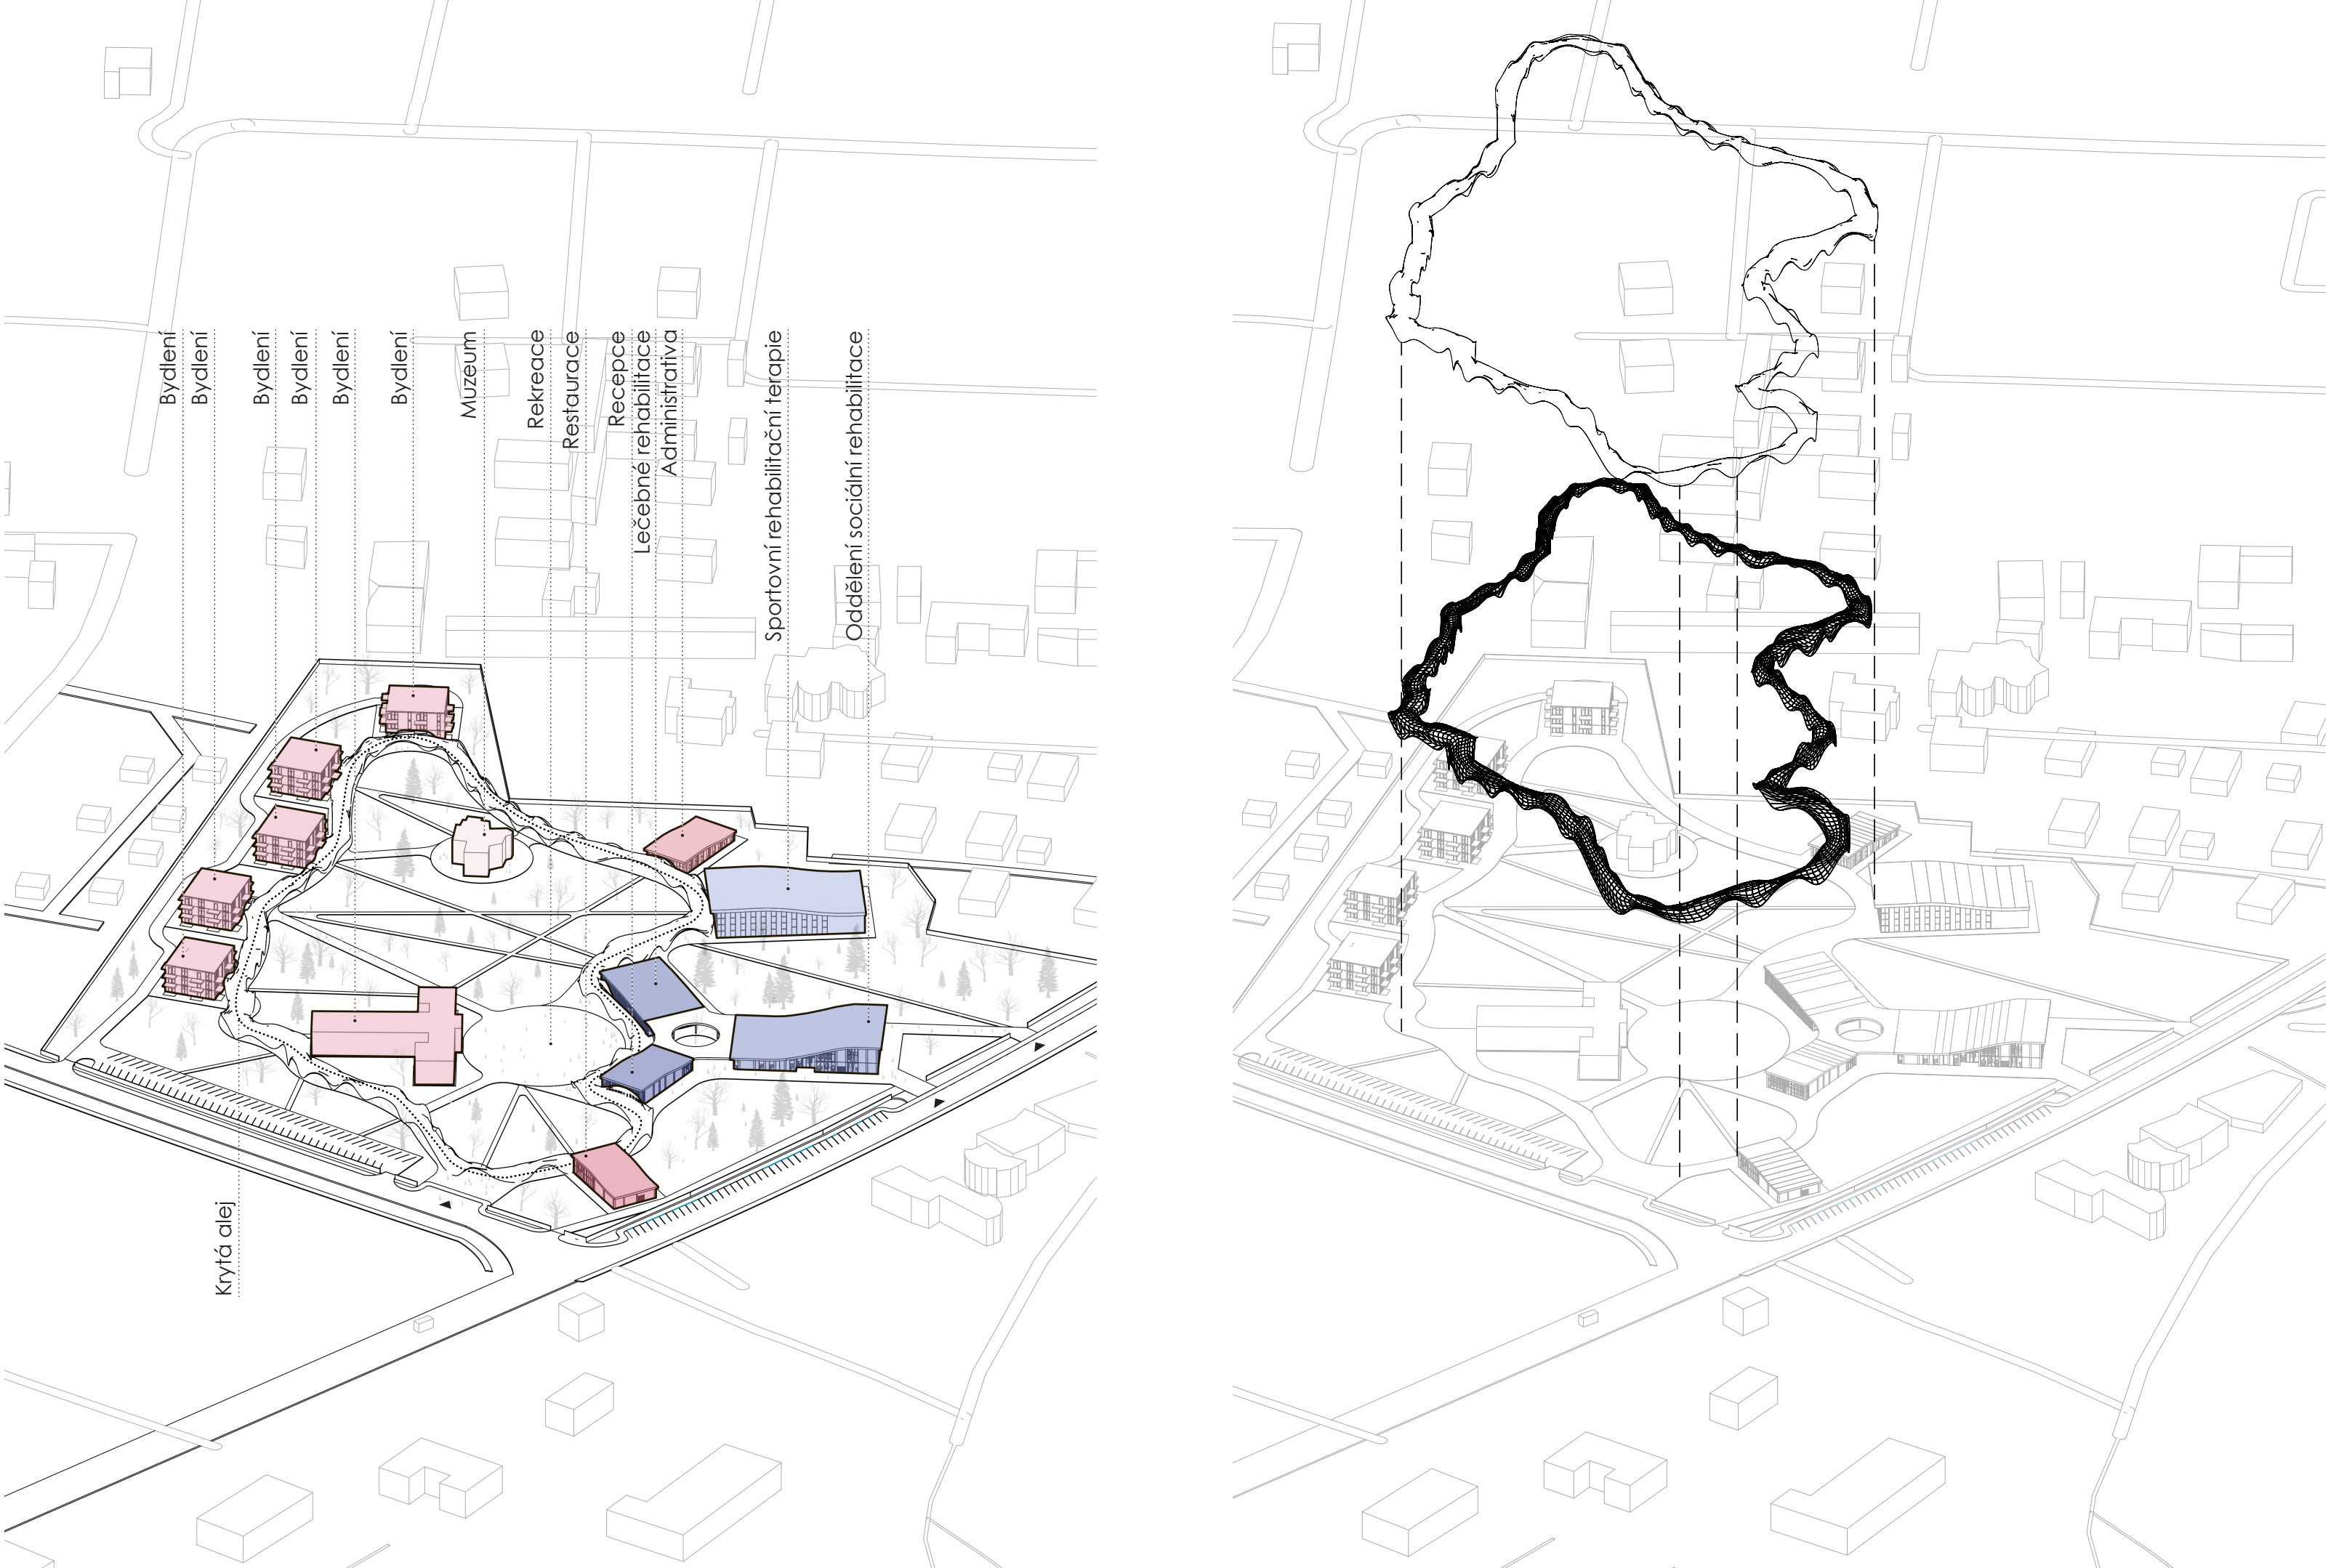 Bydlení
Bydlení
Bydlení
Bydlení
Bydlení
Bydlení
Muzeum
Rekreace
Restaurace
Recepce
Lečebné rehabilitace
Administrativa
Sportovní rehabilitační terapie
Oddělení sociální rehabilitace
Krytá alej